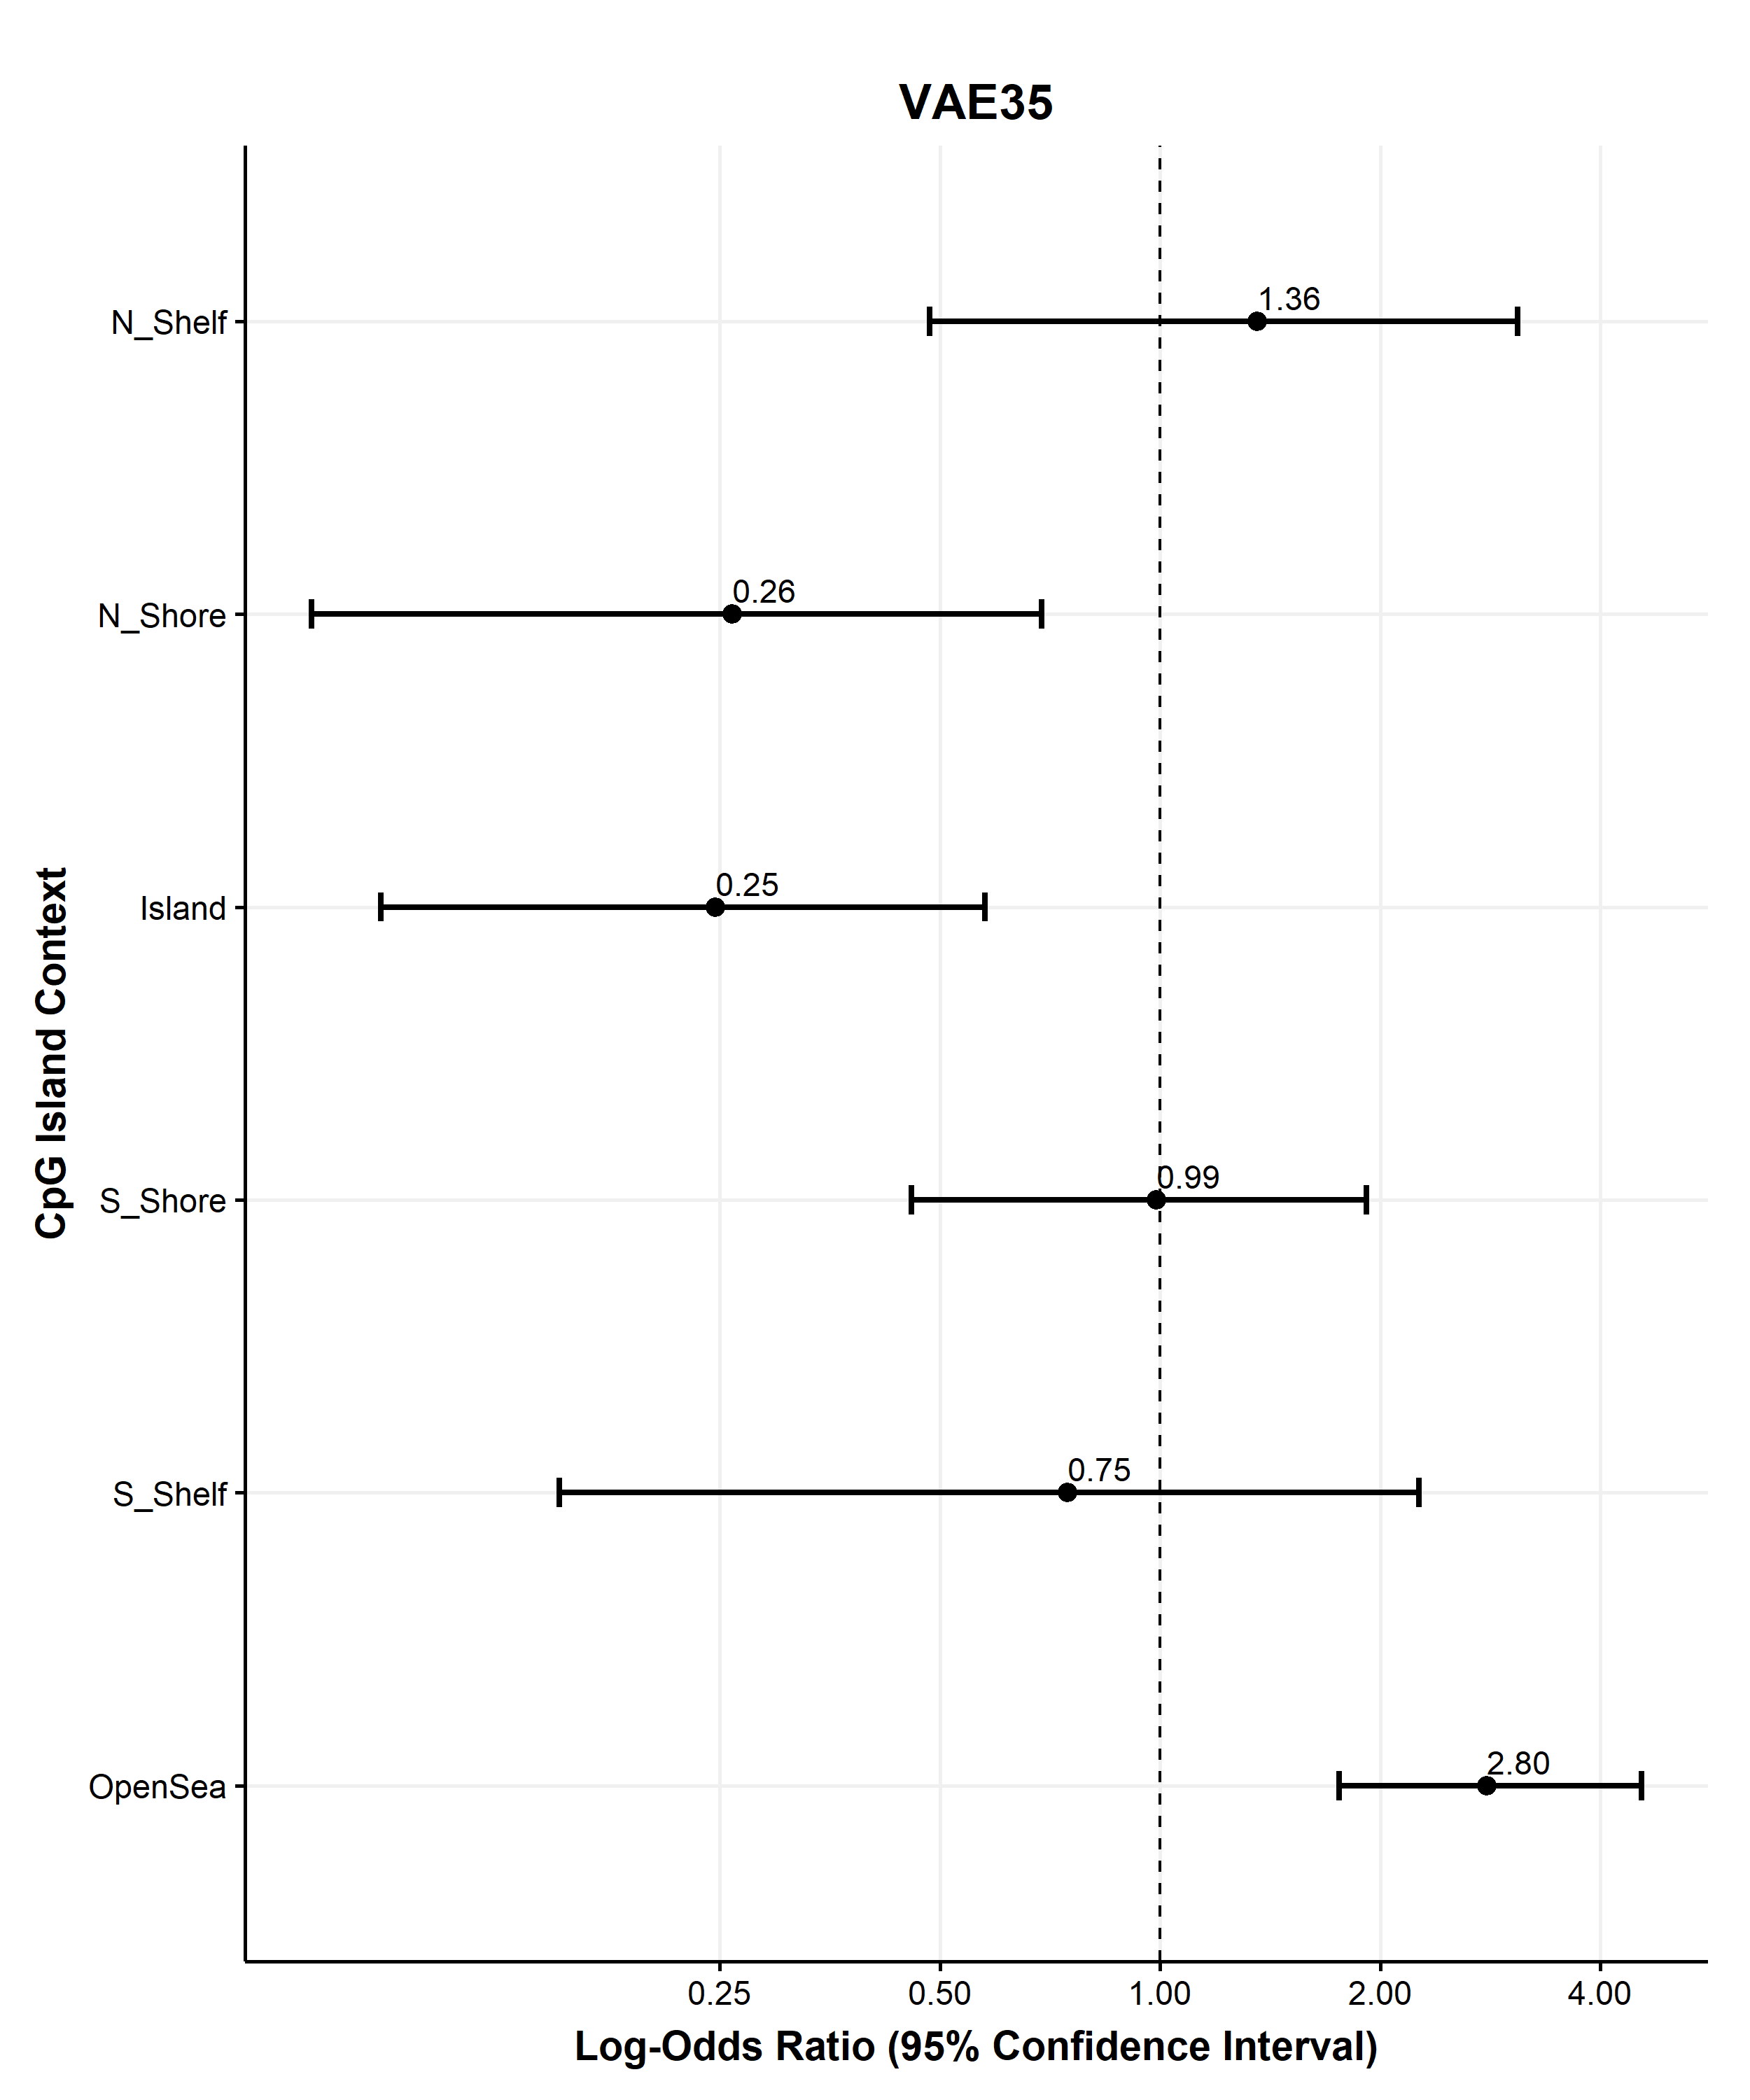 VAE35
CpG Island Context
N_Shelf
1.36
N_Shore
0.26
Island
0.25
S_Shore
0.99
S_Shelf
0.75
OpenSea
2.80
0.25 0.50 1.00 2.00 4.00
Log-Odds Ratio (95% Confidence Interval)